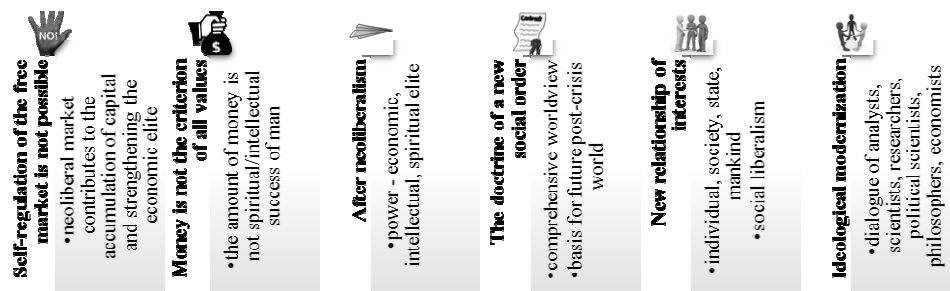 NO!
Self-regulation of the free
market is not possible
•neoliberal market
contributes to the
accumulation of capital
and strengthening the
economic elite
$
Money is not the criterion
of all values
•the amount of money is
not spiritual/intellectual
success of man
After neoliberalism
•power - economic,
intellectual, spiritual elite
Contract
The doctrine of a new
social order
•comprehensive worldview
•basis for future post-crisis
world
New relationship of
interests
•individual, society, state,
mankind
•social liberalism
Ideological modernization
•dialogue of analysts,
scientists, researchers,
political scientists,
philosophers, economists